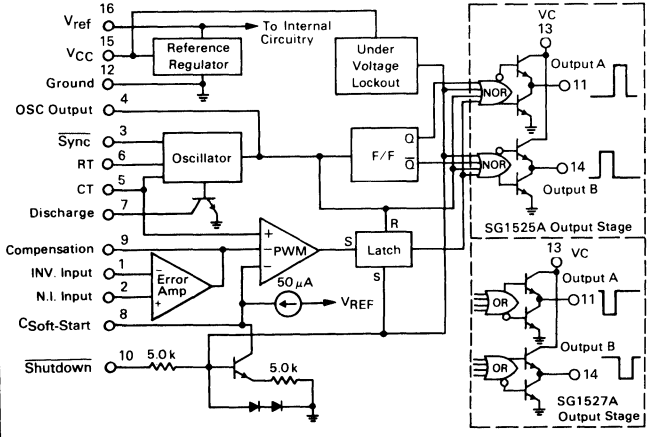 16
Vref
To Internal
Circuitry
15
VCC
Reference
Regulator
Under
Voltage
Lockout
12
Ground
4
OSC Output
3
Sync
6
RT
5
CT
7
Discharge
Oscillator
F/F
Q
Q
NOR
NOR
VC
13
Output A
11
14
Output B
SG1525A Output Stage
9
Compensation
1
INV. Input
2
N.I. Input
8
CSoft-Start
Error
Amp
−
+
+
−
−
PWM
S
R
Latch
S
50 μA
VREF
10
Shutdown
5.0 k
5.0 k
13
VC
Output A
OR
11
Output B
OR
14
SG1527A
Output Stage